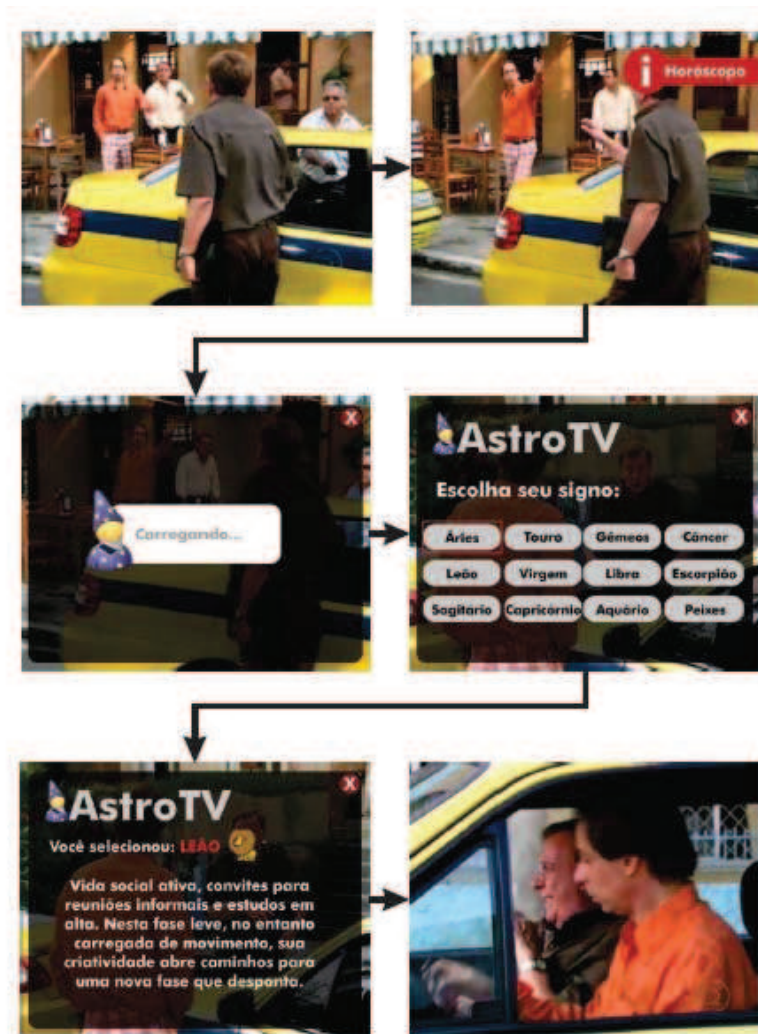 i Horóscopo
X
Carregando...
X
AstroTV
Escolha seu signo:
Áries Touro Gêmeos Câncer
Leão Virgem Libra Escorpião
Sagitário Capricórnio Aquário Peixes
X
AstroTV
Você selecionou: LEÃO
Vida social ativa, convites para
reuniões informais e estudos em
alta. Nesta fase leve, no entanto
carregada de movimento, sua
criatividade abre caminhos para
uma nova fase que desponta.